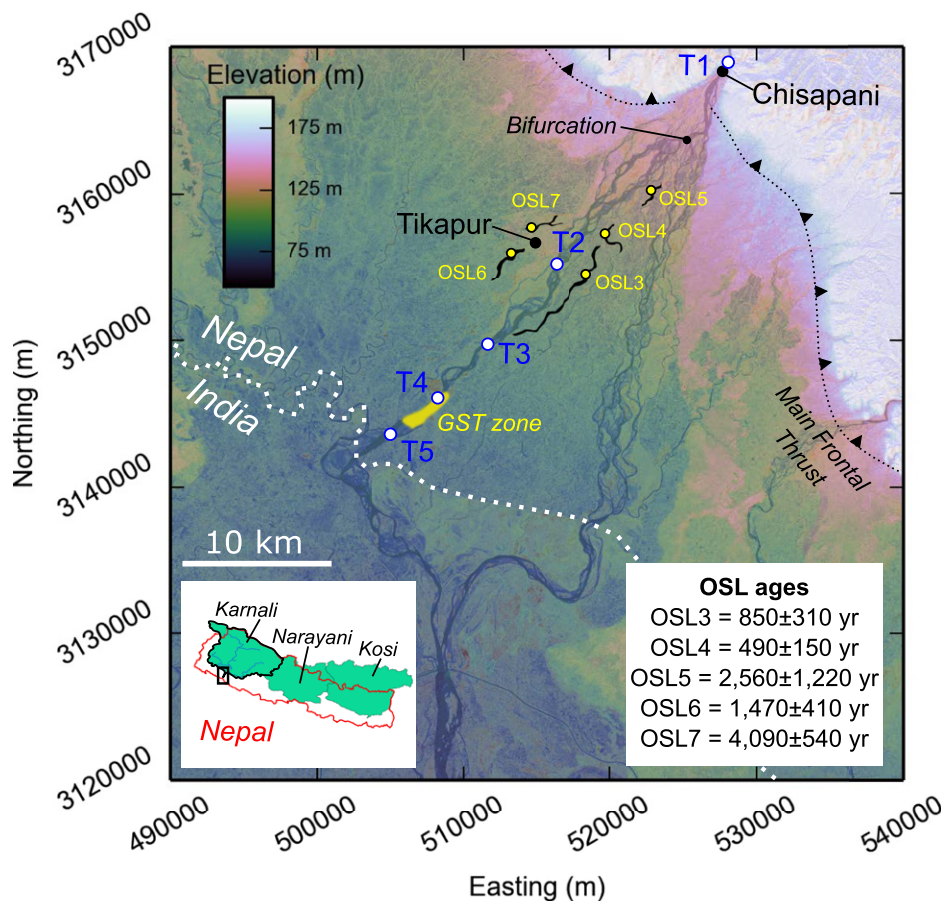 3170000
3160000
3150000
3140000
3130000
3120000
Northing (m)
Elevation (m)
175 m
125 m
75 m
T1
Chisapani
Bifurcation
OSL5
OSL7
OSL4
Tikapur
T2
OSL6
OSL3
Nepal
India
T3
T4
GST zone
T5
Main Frontal
Thrust
10 km
Karnali
Narayani
Kosi
Nepal
OSL ages
OSL3 = 850±310 yr
OSL4 = 490±150 yr
OSL5 = 2,560±1,220 yr
OSL6 = 1,470±410 yr
OSL7 = 4,090±540 yr
490000
500000
510000
520000
530000
540000
Easting (m)